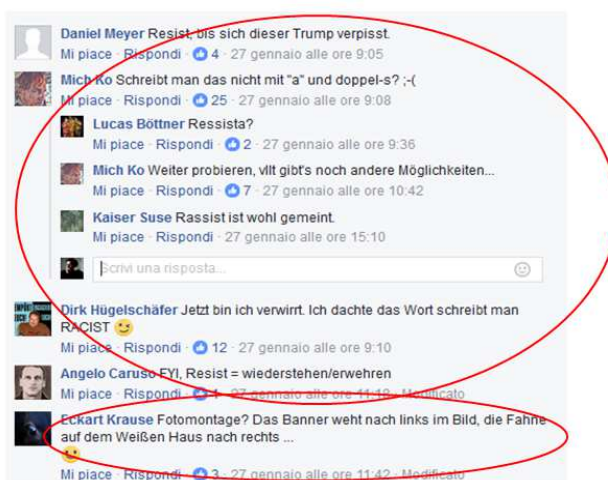 Daniel Meyer Resist, bis sich dieser Trump verpisst.
Mi piace · Rispondi · 4 · 27 gennaio alle ore 9:05
Mich Ko Schreibt man das nicht mit "a" und doppel-s? ;-(
Mi piace · Rispondi · 25 · 27 gennaio alle ore 9:08
Lucas Böttner Ressista?
Mi piace · Rispondi · 2 · 27 gennaio alle ore 9:36
Mich Ko Weiter probieren, vllt gibt's noch andere Möglichkeiten...
Mi piace · Rispondi · 7 · 27 gennaio alle ore 10:42
Kaiser Suse Rassist ist wohl gemeint.
Mi piace · Rispondi · 27 gennaio alle ore 15:10
Scrivi una risposta...
Dirk Hügelschäfer Jetzt bin ich verwirrt. Ich dachte das Wort schreibt man
RACIST 😉
Mi piace · Rispondi · 12 · 27 gennaio alle ore 9:10
Angelo Caruso FYI, Resist = wiederstehen/erwehren
Mi piace · Rispondi · 1 · 27 gennaio alle ore 11:18 · Modificato
Eckart Krause Fotomontage? Das Banner weht nach links im Bild, die Fahne
auf dem Weißen Haus nach rechts ...
😉
Mi piace · Rispondi · 3 · 27 gennaio alle ore 11:42 · Modificato